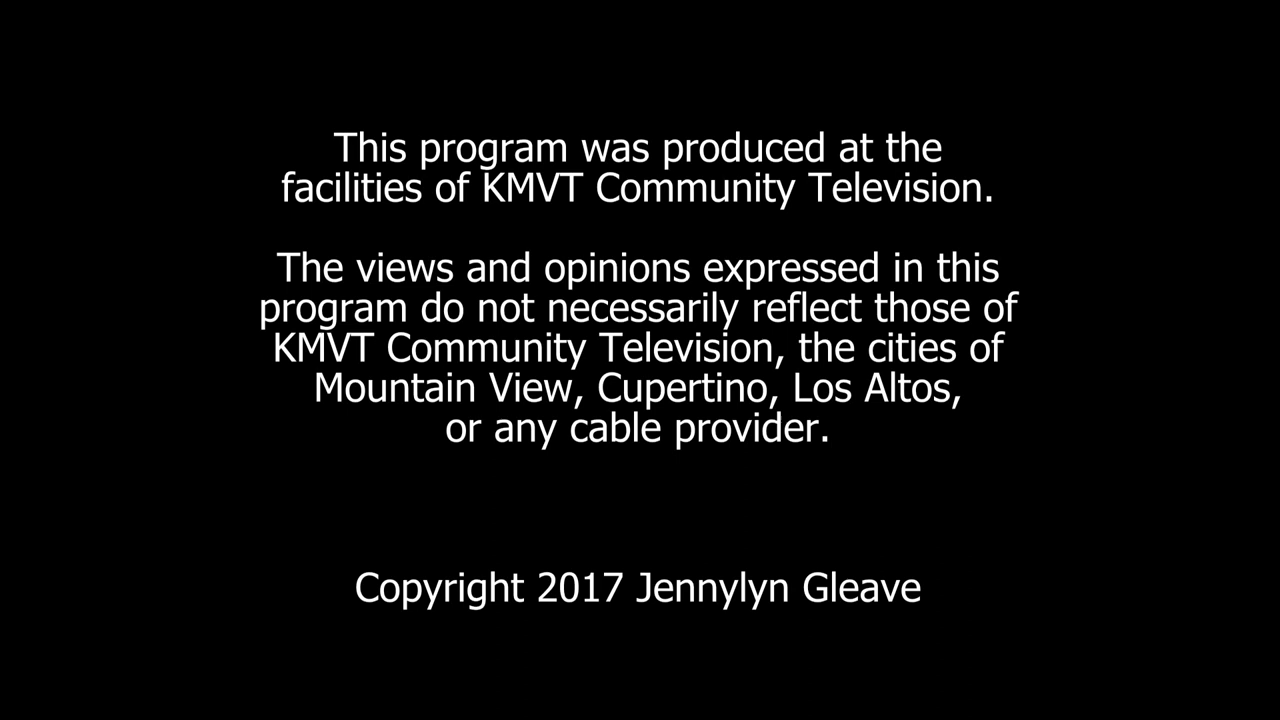 This program was produced at the
facilities of KMVT Community Television.
The views and opinions expressed in this
program do not necessarily reflect those of
KMVT Community Television, the cities of
Mountain View, Cupertino, Los Altos,
or any cable provider.
Copyright 2017 Jennylyn Gleave